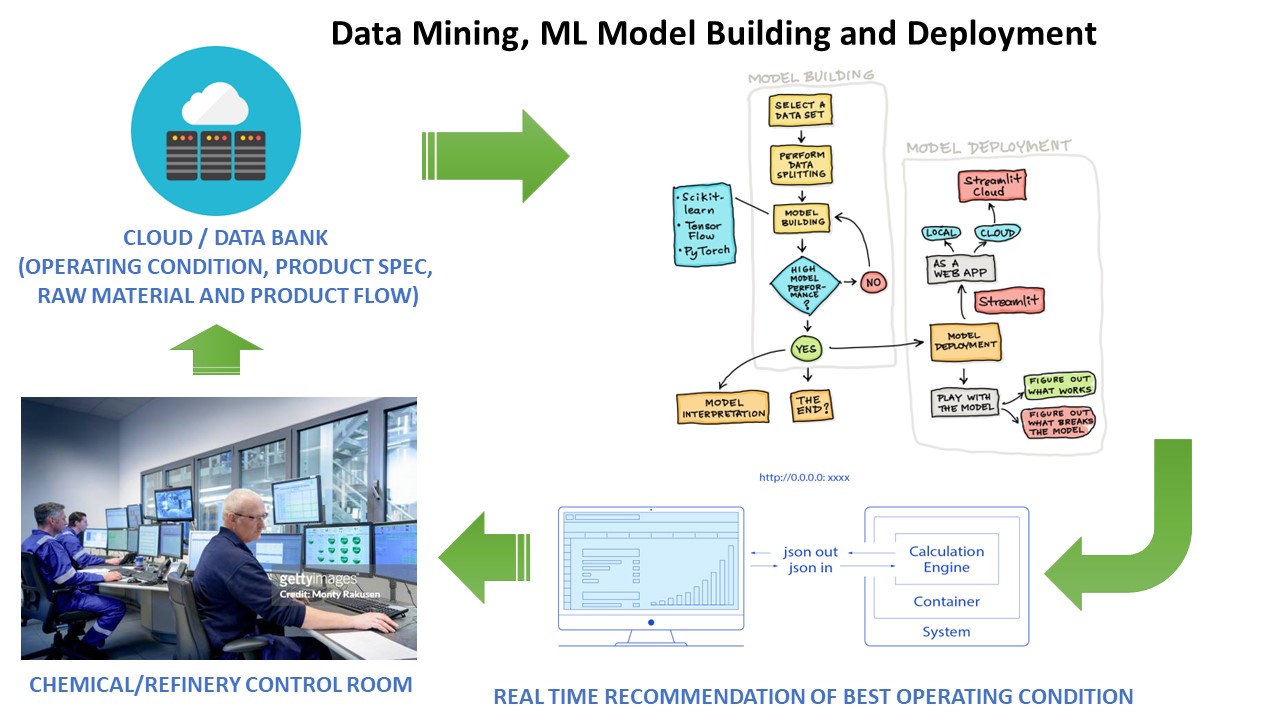 Data Mining, ML Model Building and Deployment
CLOUD / DATA BANK
(OPERATING CONDITION, PRODUCT SPEC,
RAW MATERIAL AND PRODUCT FLOW)
MODEL BUILDING
SELECT A
DATA SET
PERFORM
DATA
SPLITTING
• Scikit-
learn
• Tensor
Flow
• PyTorch
MODEL
BUILDING
HIGH
MODEL
PERFOR-
MANCE
?
NO
YES
MODEL
INTERPRETATION
THE
END?
MODEL DEPLOYMENT
Streamlit
Cloud
LOCAL
CLOUD
AS A
WEB APP
Streamlit
MODEL
DEPLOYMENT
PLAY WITH
THE MODEL
FIGURE OUT
WHAT WORKS
FIGURE OUT
WHAT BREAKS
THE MODEL
http://0.0.0.0: xxxx
json out
json in
Calculation
Engine
Container
System
REAL TIME RECOMMENDATION OF BEST OPERATING CONDITION
gettyimages
Credit: Monty Rakusen
CHEMICAL/REFINERY CONTROL ROOM